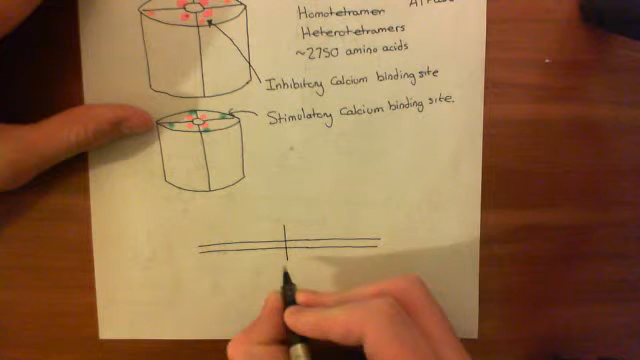 Homotetramer
Heterotetramers
~2750 amino acids
Inhibitory Calcium binding site
Stimulatory Calcium binding site.